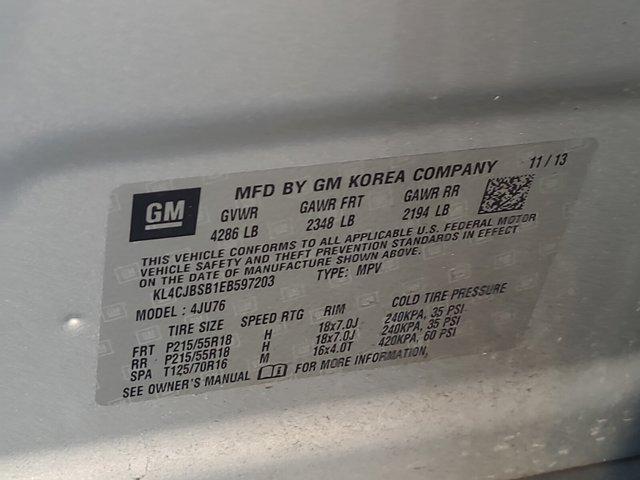 MFD BY GM KOREA COMPANY 11 / 13
GM
GVWR GAWR FRT GAWR RR
4286 LB 2348 LB 2194 LB
THIS VEHICLE CONFORMS TO ALL APPLICABLE U.S. FEDERAL MOTOR
VEHICLE SAFETY AND THEFT PREVENTION STANDARDS IN EFFECT
ON THE DATE OF MANUFACTURE SHOWN ABOVE.
KL4CJBSB1EB597203 TYPE: MPV
MODEL : 4JU76
TIRE SIZE SPEED RTG RIM COLD TIRE PRESSURE
FRT P215/55R18 H 18x7.0J 240KPA, 35 PSI
RR P215/55R18 H 18x7.0J 240KPA, 35 PSI
SPA T125/70R16 M 16x4.0T 420KPA, 60 PSI
SEE OWNER'S MANUAL FOR MORE INFORMATION.